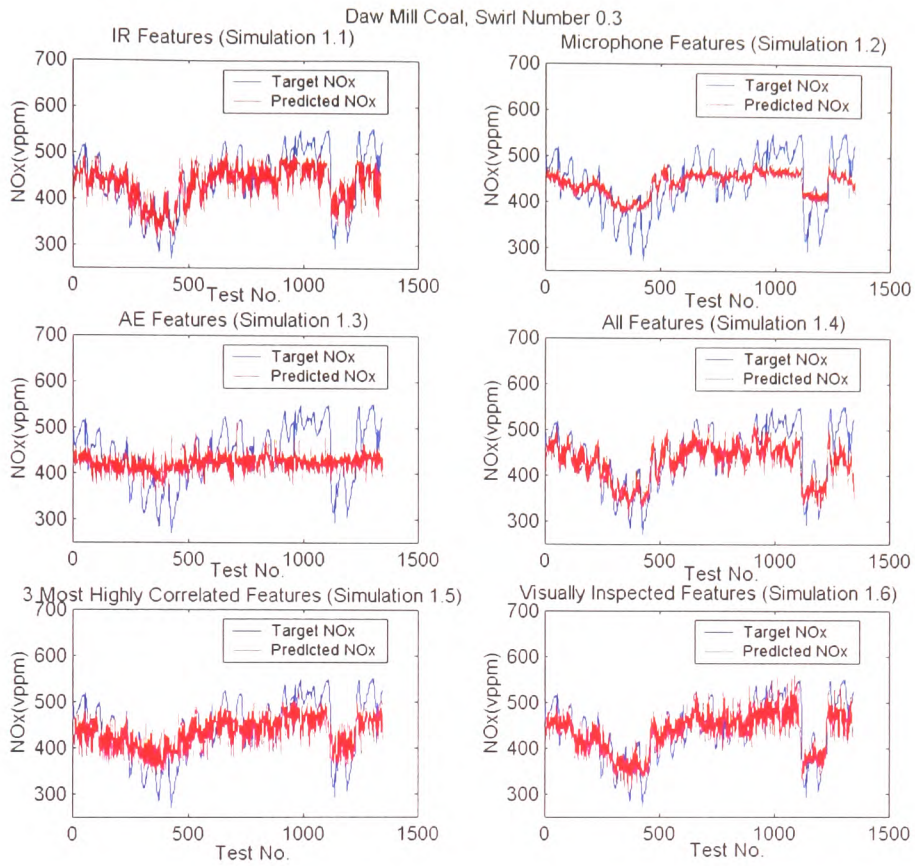 Daw Mill Coal, Swirl Number 0.3
IR Features (Simulation 1.1)
700
600
500
400
300
NOx(vppm)
Target NOx
Predicted NOx
0
500
1000
1500
Test No.
Microphone Features (Simulation 1.2)
700
600
500
400
300
NOx(vppm)
Target NOx
Predicted NOx
0
500
1000
1500
Test No.
AE Features (Simulation 1.3)
700
600
500
400
300
NOx(vppm)
Target NOx
Predicted NOx
0
500
1000
1500
Test No.
All Features (Simulation 1.4)
700
600
500
400
300
NOx(vppm)
Target NOx
Predicted NOx
0
500
1000
1500
Test No.
3 Most Highly Correlated Features (Simulation 1.5)
700
600
500
400
300
NOx(vppm)
Target NOx
Predicted NOx
0
500
1000
1500
Test No.
Visually Inspected Features (Simulation 1.6)
700
600
500
400
300
NOx(vppm)
Target NOx
Predicted NOx
0
500
1000
1500
Test No.